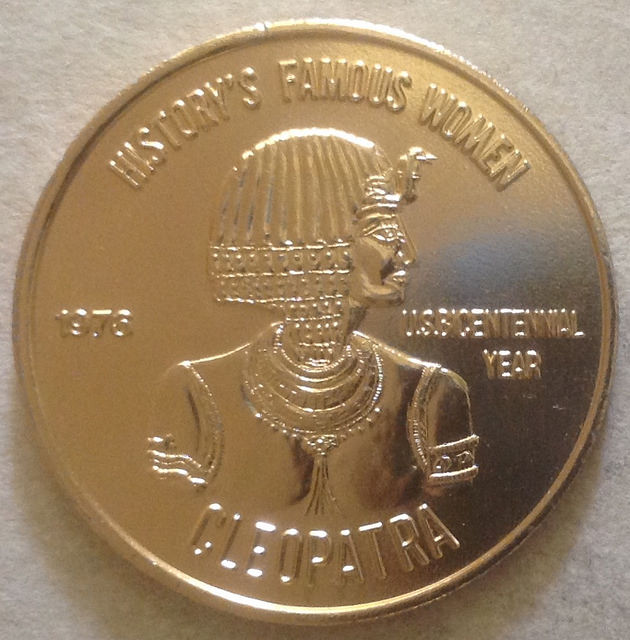 HISTORY'S FAMOUS WOMEN
1976
U.S. BICENTENNIAL
YEAR
CLEOPATRA